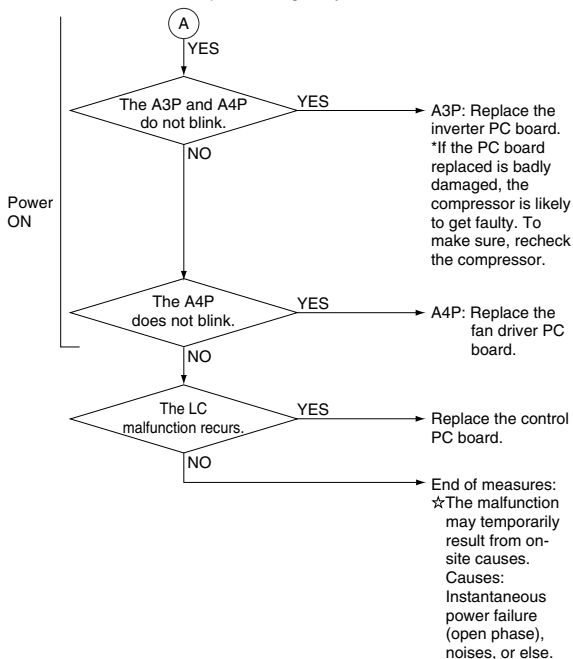 A
YES
The A3P and A4P
do not blink.
YES
A3P: Replace the
inverter PC board.
*If the PC board
replaced is badly
damaged, the
compressor is likely
to get faulty. To
make sure, recheck
the compressor.
NO
Power
ON
The A4P
does not blink.
YES
A4P: Replace the
fan driver PC
board.
NO
The LC
malfunction recurs.
YES
Replace the control
PC board.
NO
End of measures:
☆The malfunction
may temporarily
result from on-
site causes.
Causes:
Instantaneous
power failure
(open phase),
noises, or else.